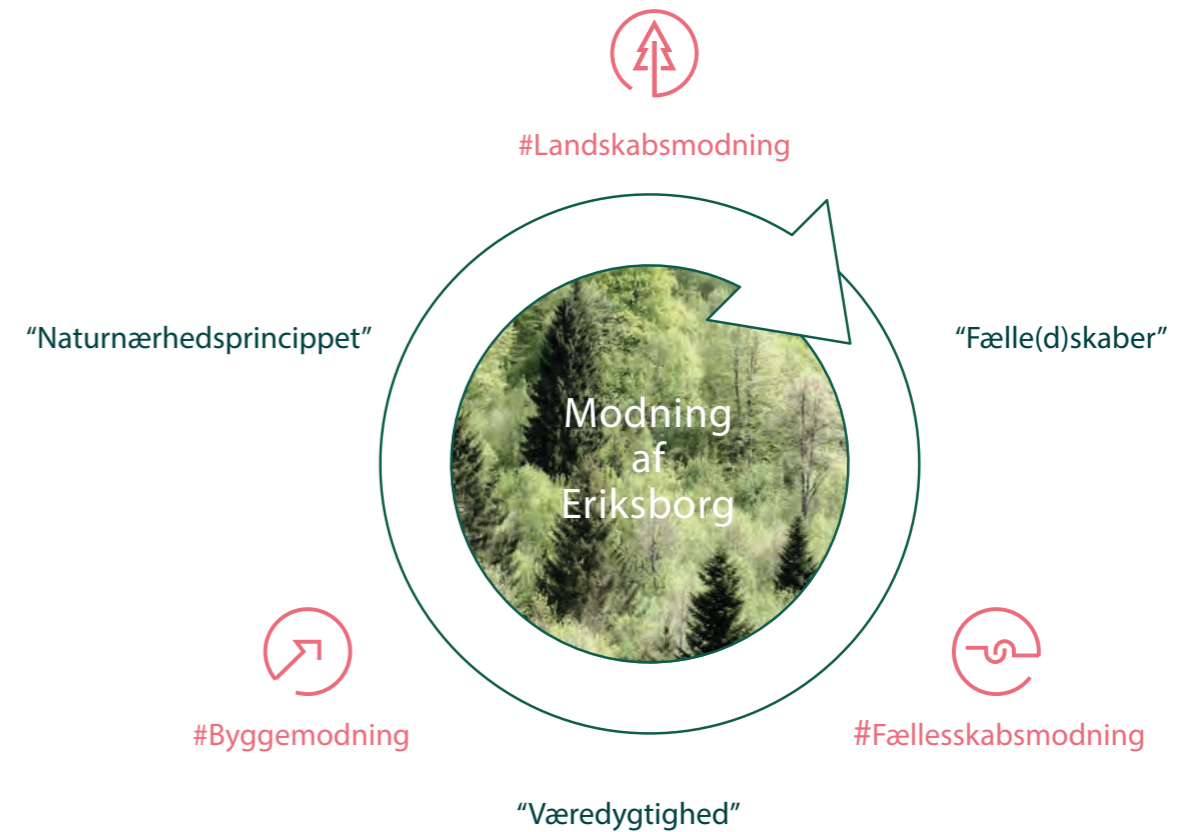 #Landskabsmodning
“Naturnærhedsprincippet”
“Fælle(d)skaber”
Modning
af
Eriksborg
#Byggemodning
#Fællesskabsmodning
“Væredygtighed”